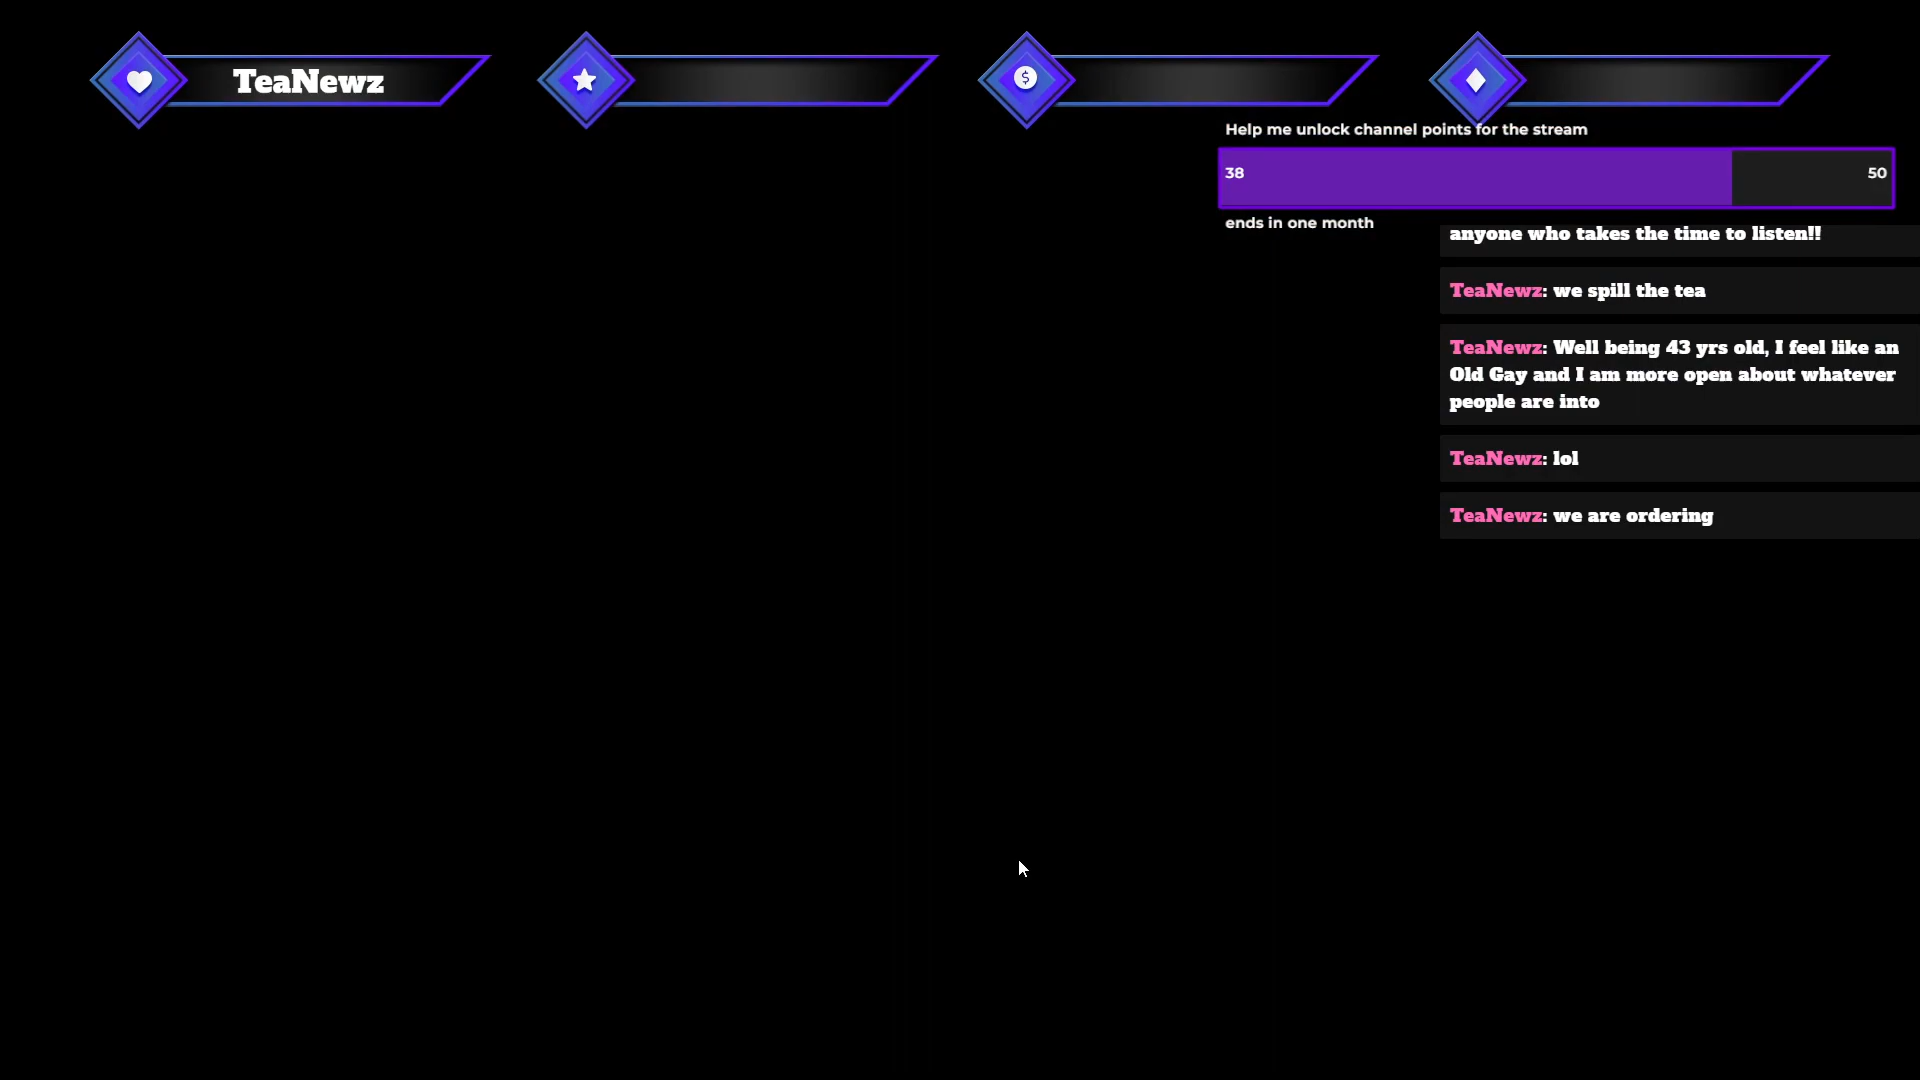 TeaNewz
$
Help me unlock channel points for the stream
38 50
ends in one month
anyone who takes the time to listen!!
TeaNewz: we spill the tea
TeaNewz: Well being 43 yrs old, I feel like an
Old Gay and I am more open about whatever
people are into
TeaNewz: lol
TeaNewz: we are ordering